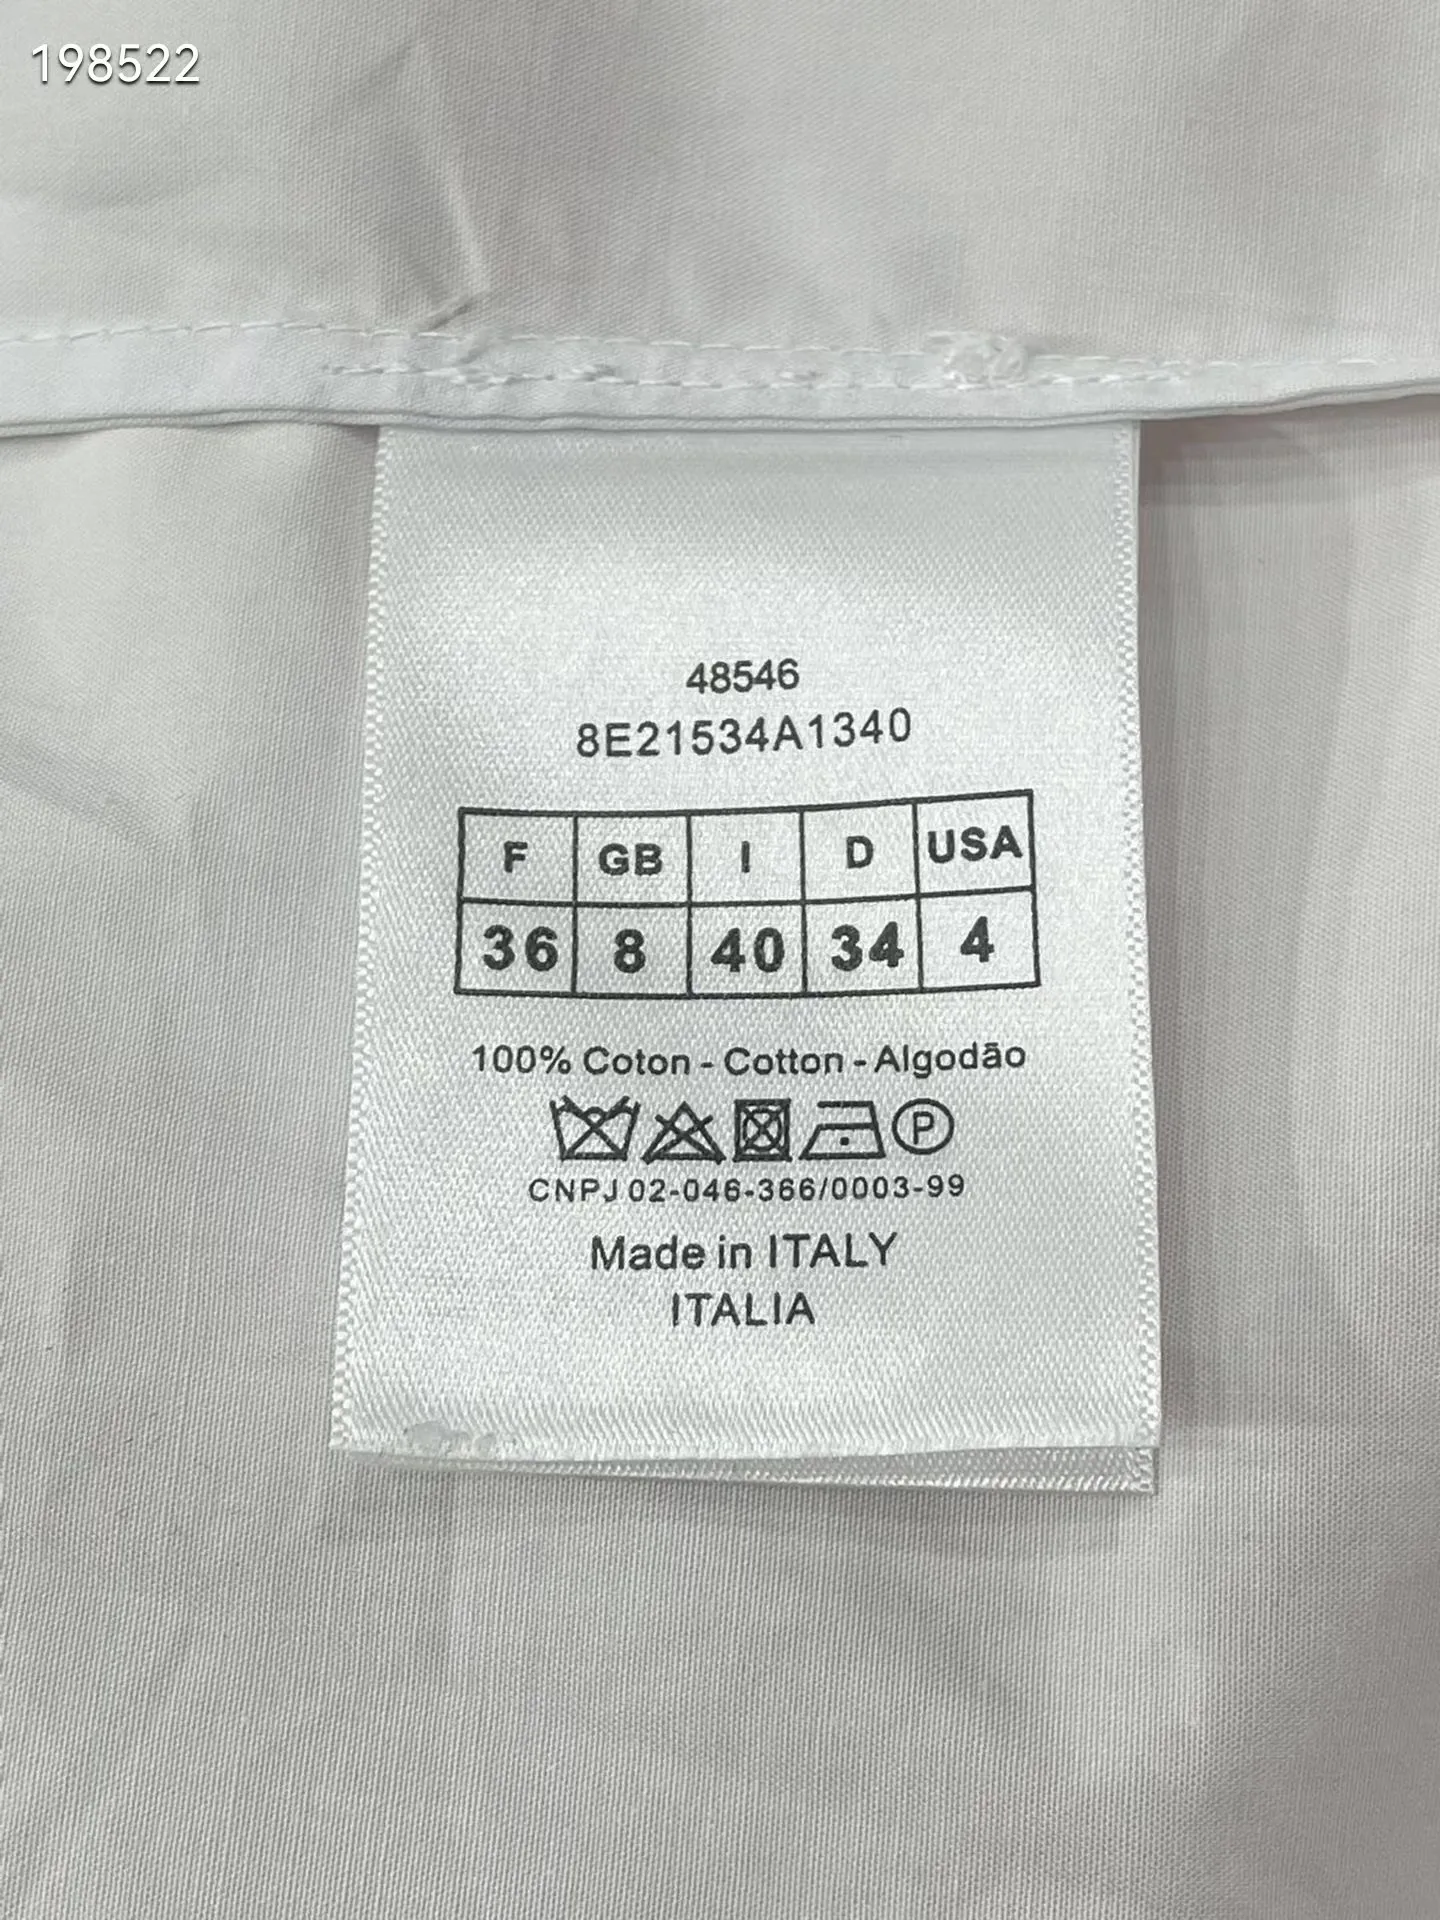 198522
48546
8E21534A1340
F GB I D USA
36 8 40 34 4
100% Coton - Cotton - Algodão
P
CNPJ 02-046-366/0003-99
Made in ITALY
ITALIA